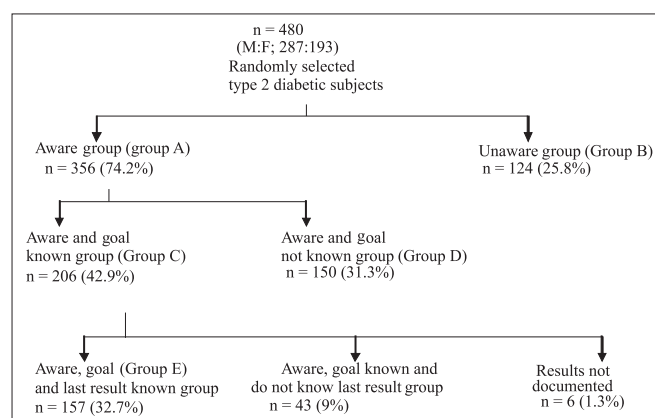 n = 480
(M:F; 287:193)
Randomly selected
type 2 diabetic subjects
Aware group (group A)
n = 356 (74.2%)
Unaware group (Group B)
n = 124 (25.8%)
Aware and goal
known group (Group C)
n = 206 (42.9%)
Aware and goal
not known group (Group D)
n = 150 (31.3%)
Aware, goal (Group E)
and last result known group
n = 157 (32.7%)
Aware, goal known and
do not know last result group
n = 43 (9%)
Results not
documented
n = 6 (1.3%)